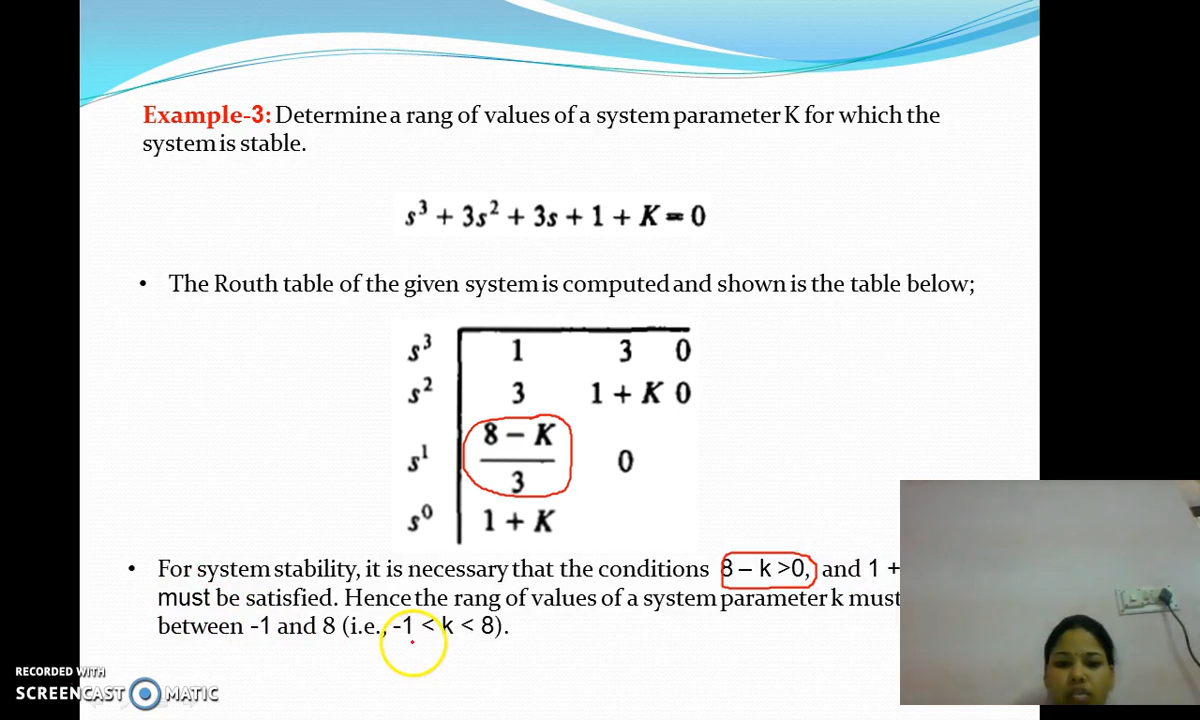 Example-3: Determine a rang of values of a system parameter K for which the
system is stable.
s³ + 3s² + 3s + 1 + K = 0
• The Routh table of the given system is computed and shown is the table below;
s³ 1 3 0
s² 3 1 + K 0
s¹ 8 – K / 3 0
s⁰ 1 + K
• For system stability, it is necessary that the conditions 8 – k >0, and 1 +
must be satisfied. Hence the rang of values of a system parameter k must
between -1 and 8 (i.e., -1 < k < 8).
RECORDED WITH
SCREENCAST MATIC